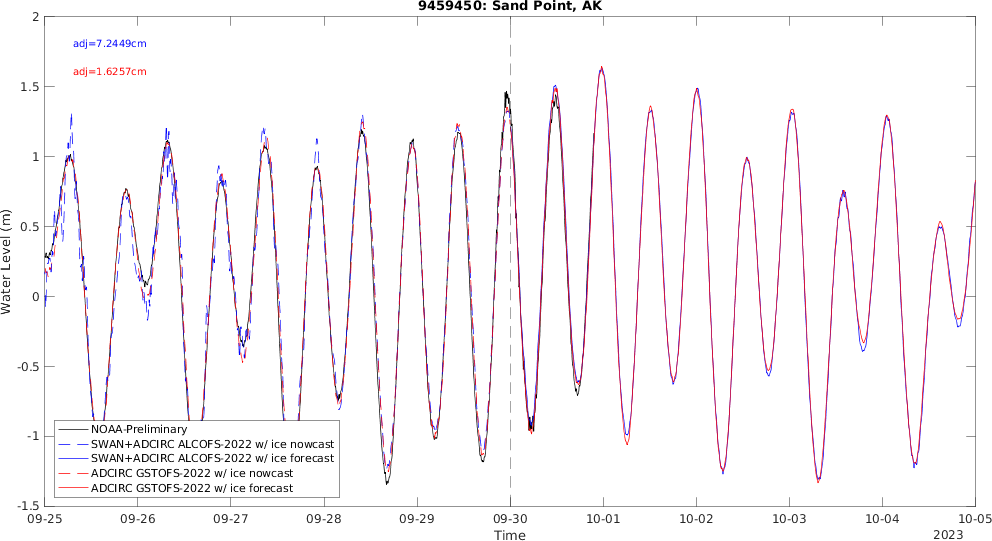 9459450: Sand Point, AK
adj=7.2449cm
adj=1.6257cm
Water Level (m)
2
1.5
1
0.5
0
-0.5
-1
-1.5
NOAA-Preliminary
SWAN+ADCIRC ALCOFS-2022 w/ ice nowcast
SWAN+ADCIRC ALCOFS-2022 w/ ice forecast
ADCIRC GSTOFS-2022 w/ ice nowcast
ADCIRC GSTOFS-2022 w/ ice forecast
09-25 09-26 09-27 09-28 09-29 09-30 10-01 10-02 10-03 10-04 10-05
Time
2023